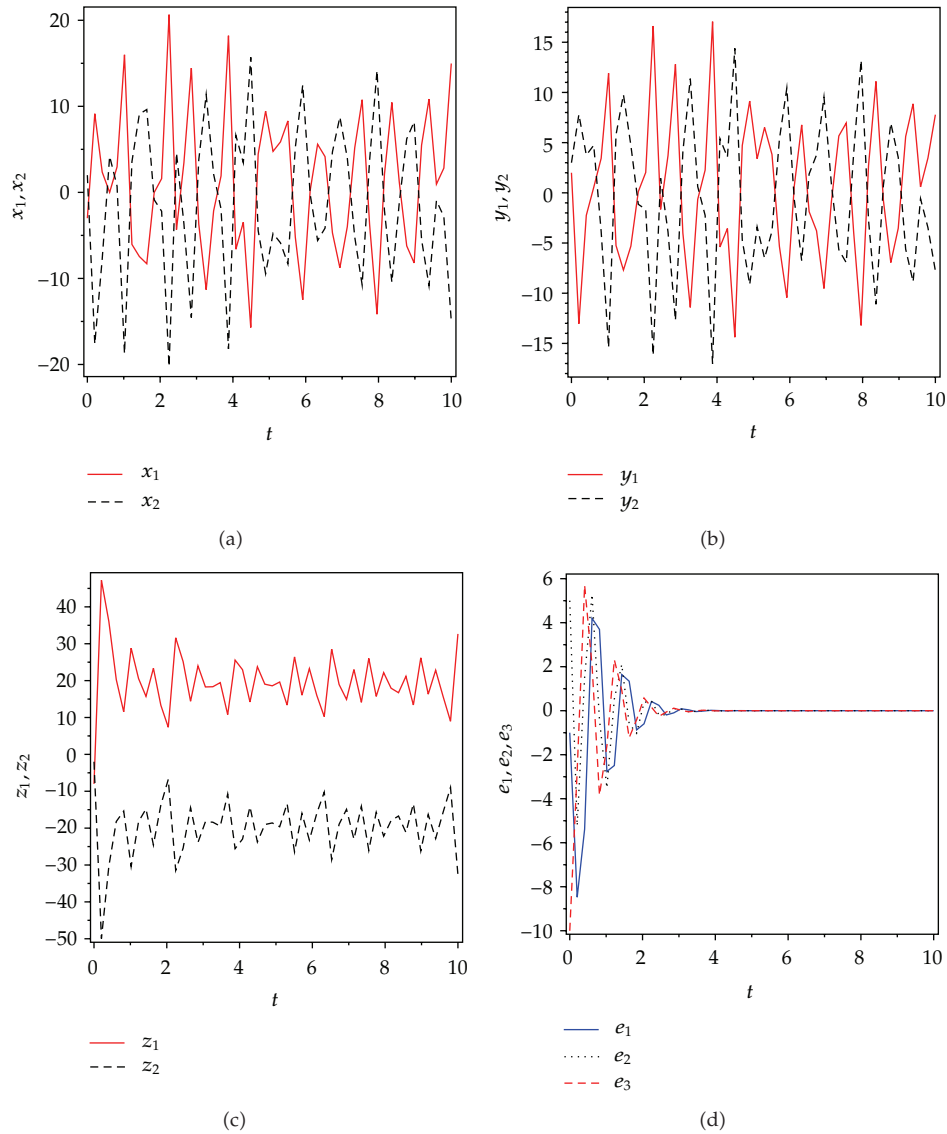 20
10
0
−10
−20
x₁, x₂
0 2 4 6 8 10
t
x₁
x₂
(a)
15
10
5
0
−5
−10
−15
y₁, y₂
0 2 4 6 8 10
t
y₁
y₂
(b)
40
30
20
10
0
−10
−20
−30
−40
−50
z₁, z₂
0 2 4 6 8 10
t
z₁
z₂
(c)
6
4
2
0
−2
−4
−6
−8
−10
e₁, e₂, e₃
0 2 4 6 8 10
t
e₁
e₂
e₃
(d)